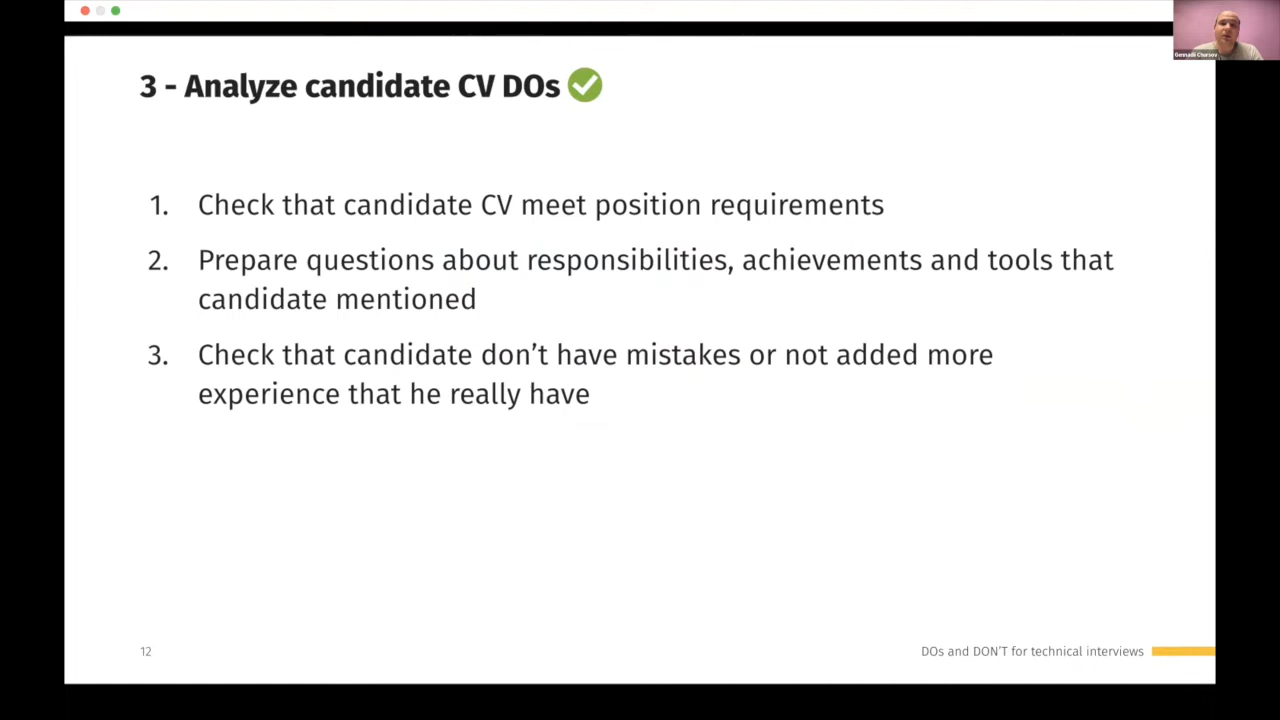 3 - Analyze candidate CV DOs
1. Check that candidate CV meet position requirements
2. Prepare questions about responsibilities, achievements and tools that
candidate mentioned
3. Check that candidate don’t have mistakes or not added more
experience that he really have
12
DOs and DON’T for technical interviews
Gennadii Chursov